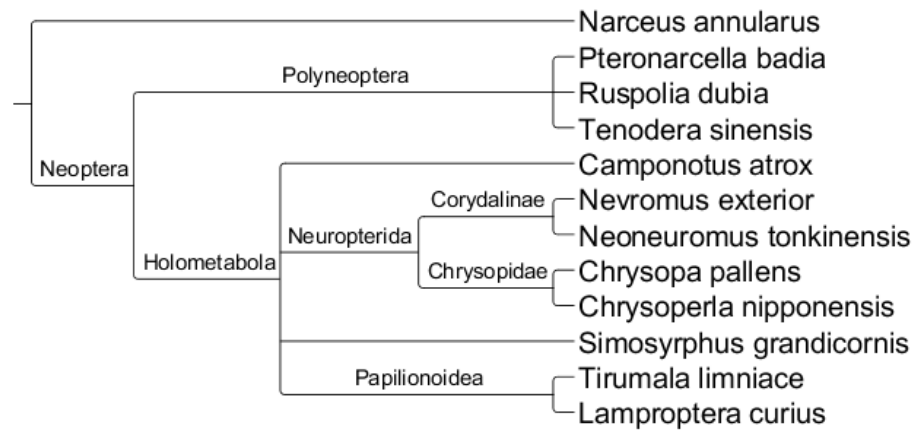 Narceus annularus
Pteronarcella badia
Polyneoptera
Ruspolia dubia
Tenodera sinensis
Neoptera
Camponotus atrox
Corydalinae
Nevromus exterior
Neuropterida
Neoneuromus tonkinensis
Holometabola
Chrysopidae
Chrysopa pallens
Chrysoperla nipponensis
Simosyrphus grandicornis
Papilionoidea
Tirumala limniace
Lamproptera curius